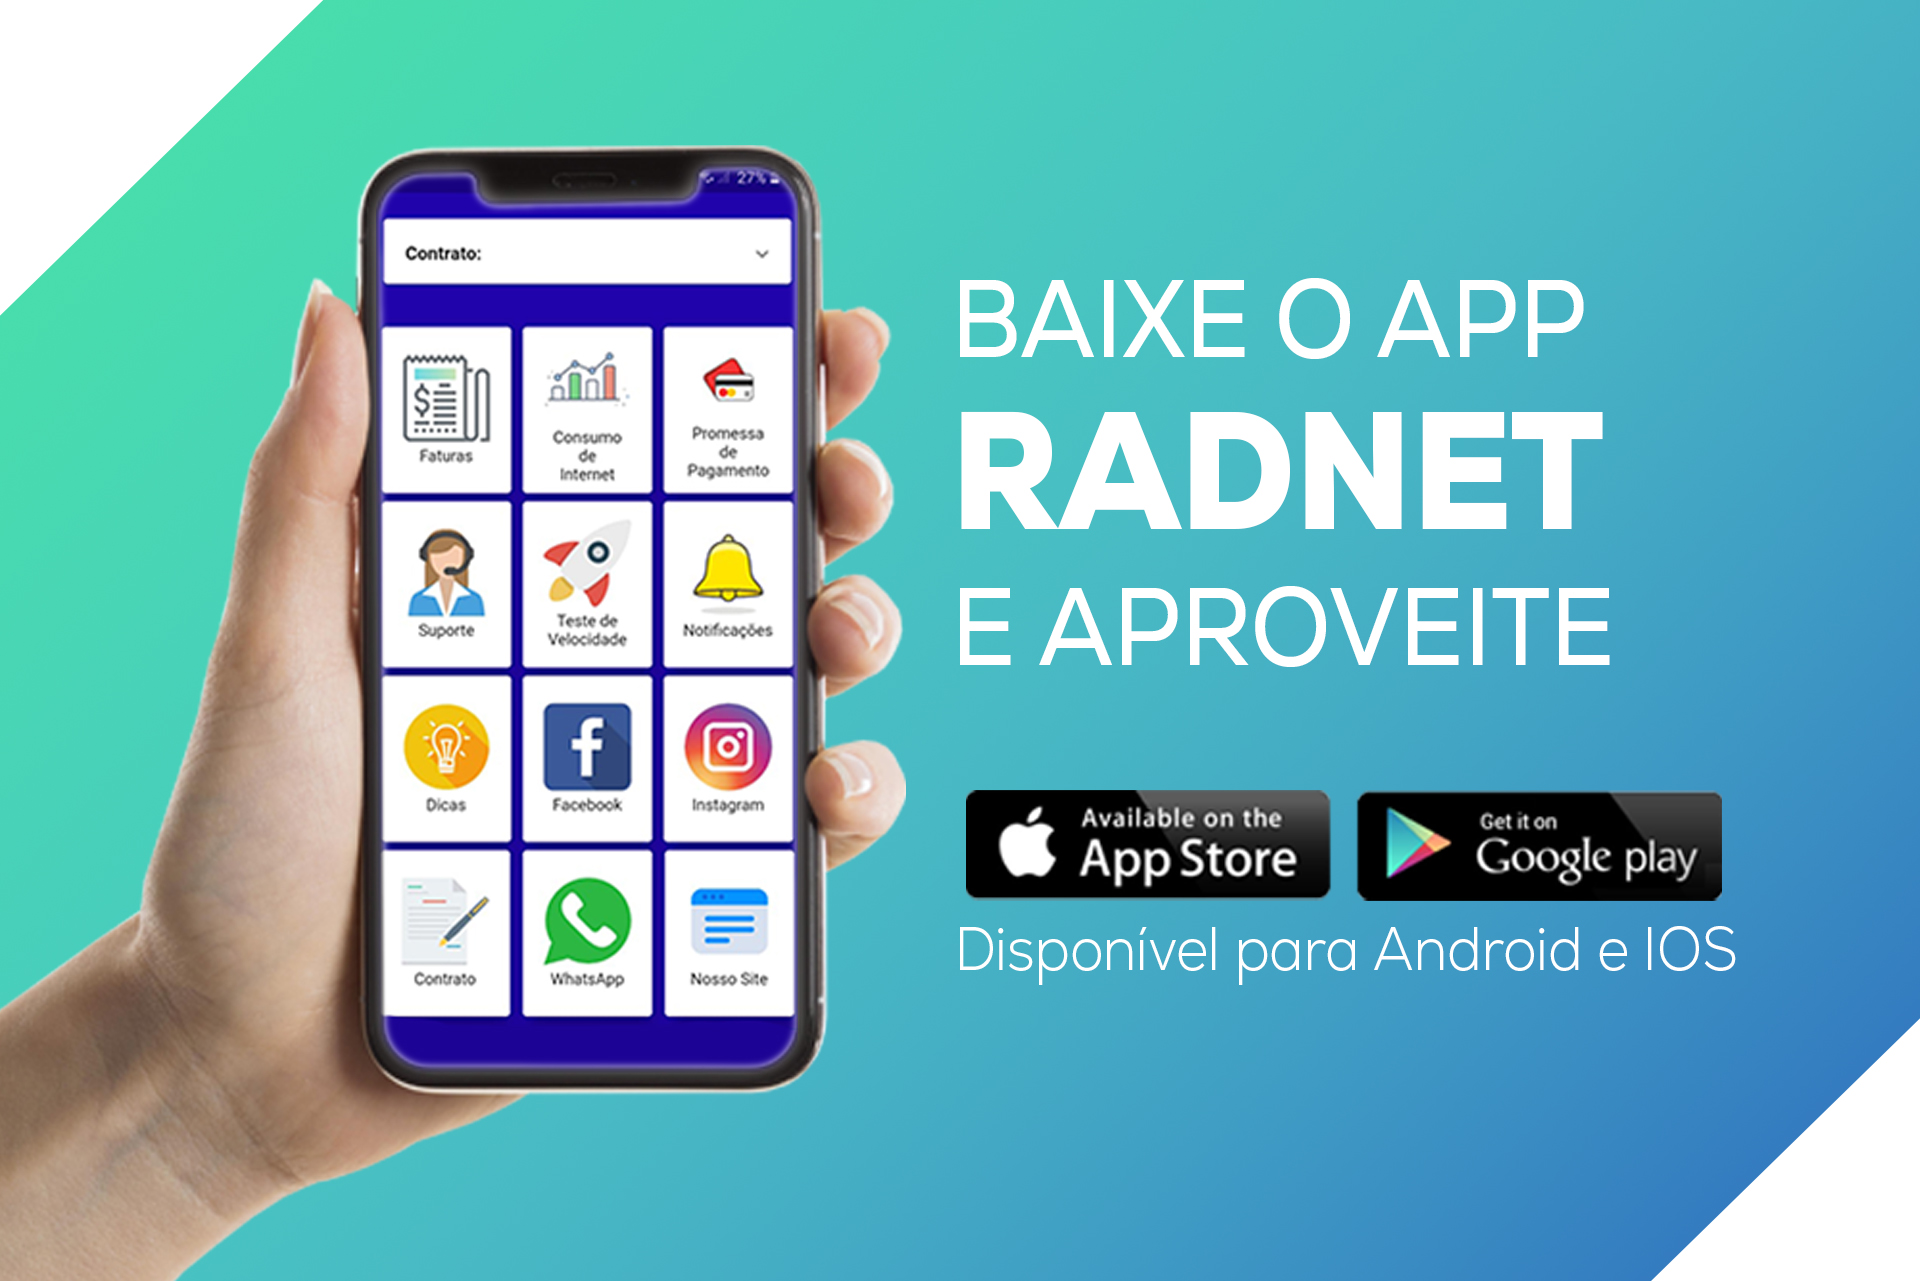 27%
Contrato:
Faturas
Consumo
de
Internet
Promessa
de
Pagamento
Suporte
Teste de
Velocidade
Notificações
Dicas
Facebook
Instagram
Contrato
WhatsApp
Nosso Site
BAIXE O APP
RADNET
E APROVEITE
Available on the
App Store
Get it on
Google play
Disponível para Android e IOS